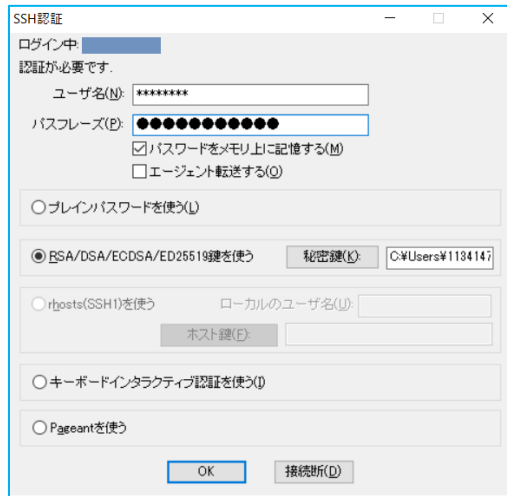 SSH認証
ログイン中:
認証が必要です.
ユーザ名(N): ********
パスフレーズ(P): ●●●●●●●●●●●
パスワードをメモリ上に記憶する(M)
エージェント転送する(O)
プレインパスワードを使う(L)
RSA/DSA/ECDSA/ED25519鍵を使う 秘密鍵(K): C:¥Users¥1134147
rhosts(SSH1)を使う ローカルのユーザ名(U):
ホスト鍵(F):
キーボードインタラクティブ認証を使う(I)
Pageantを使う
OK 接続断(D)